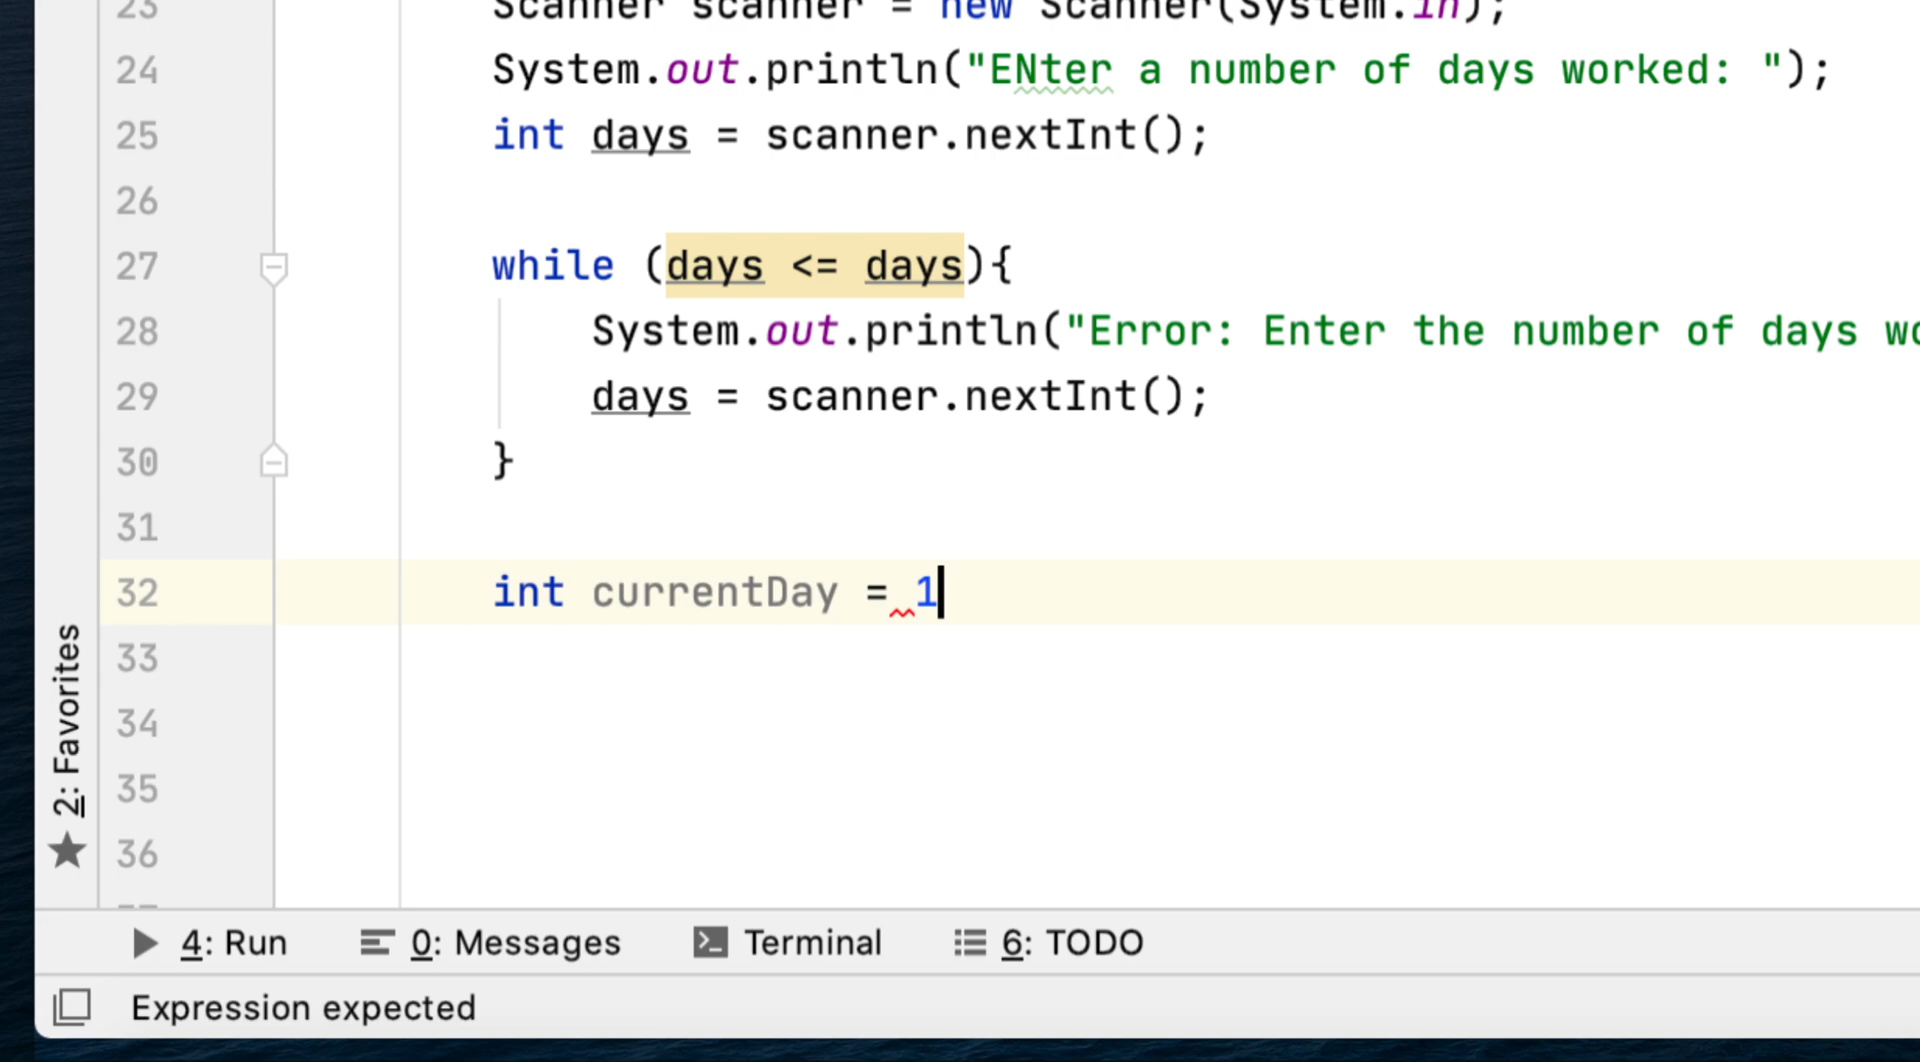 23 Scanner scanner = new Scanner(System.in);
24 System.out.println("ENter a number of days worked: ");
25 int days = scanner.nextInt();
26
27 while (days <= days){
28 System.out.println("Error: Enter the number of days wo
29 days = scanner.nextInt();
30 }
31
32 int currentDay = 1
33
34
35
36
2: Favorites
4: Run 0: Messages Terminal 6: TODO
Expression expected